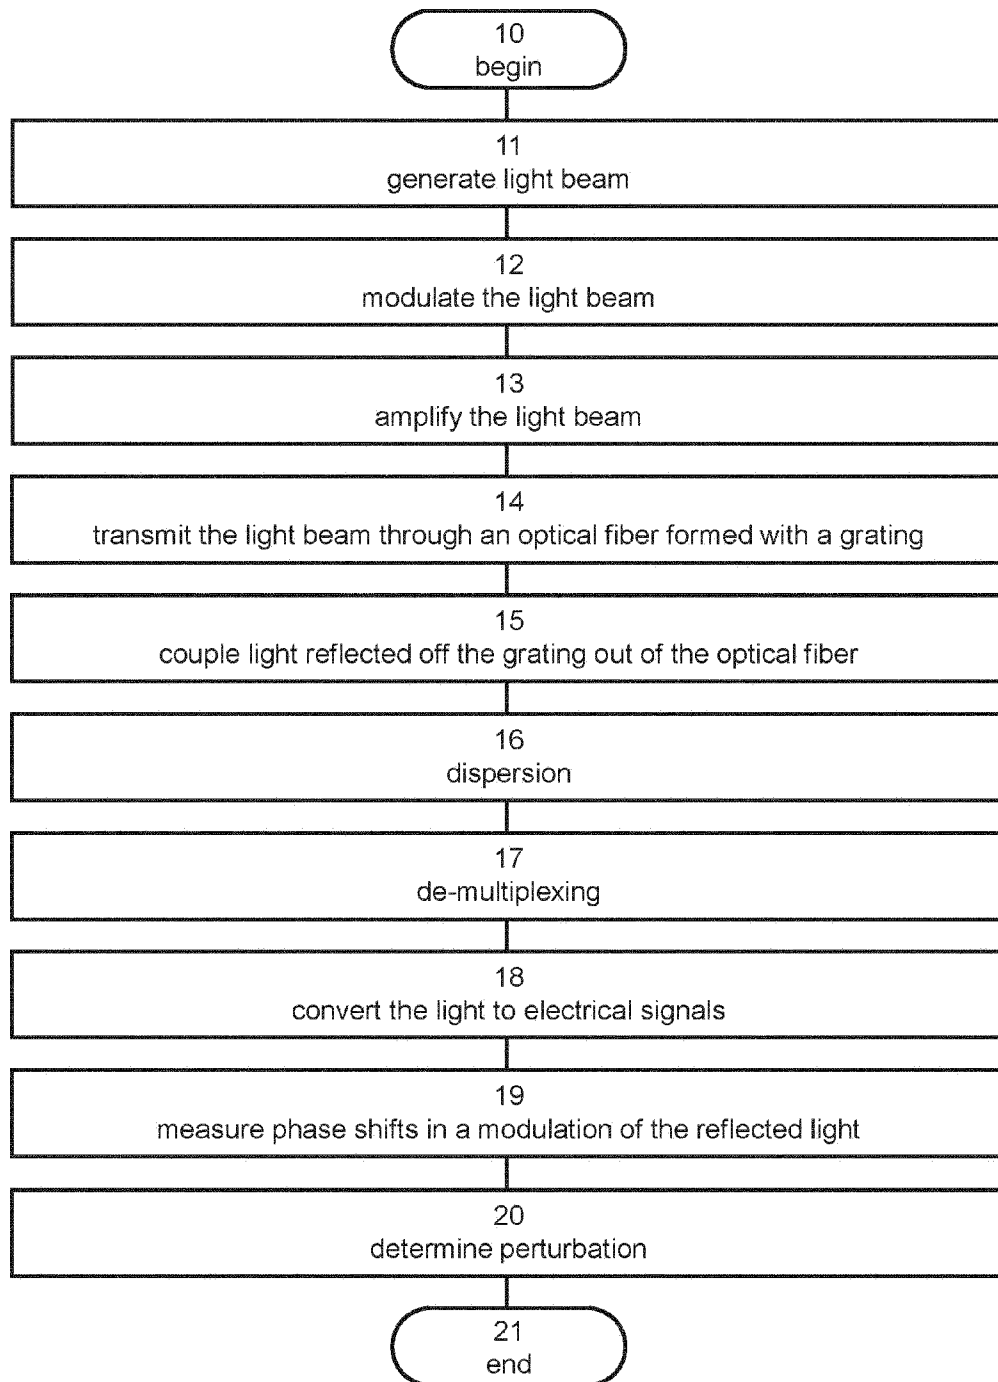 10
begin
11
generate light beam
12
modulate the light beam
13
amplify the light beam
14
transmit the light beam through an optical fiber formed with a grating
15
couple light reflected off the grating out of the optical fiber
16
dispersion
17
de-multiplexing
18
convert the light to electrical signals
19
measure phase shifts in a modulation of the reflected light
20
determine perturbation
21
end